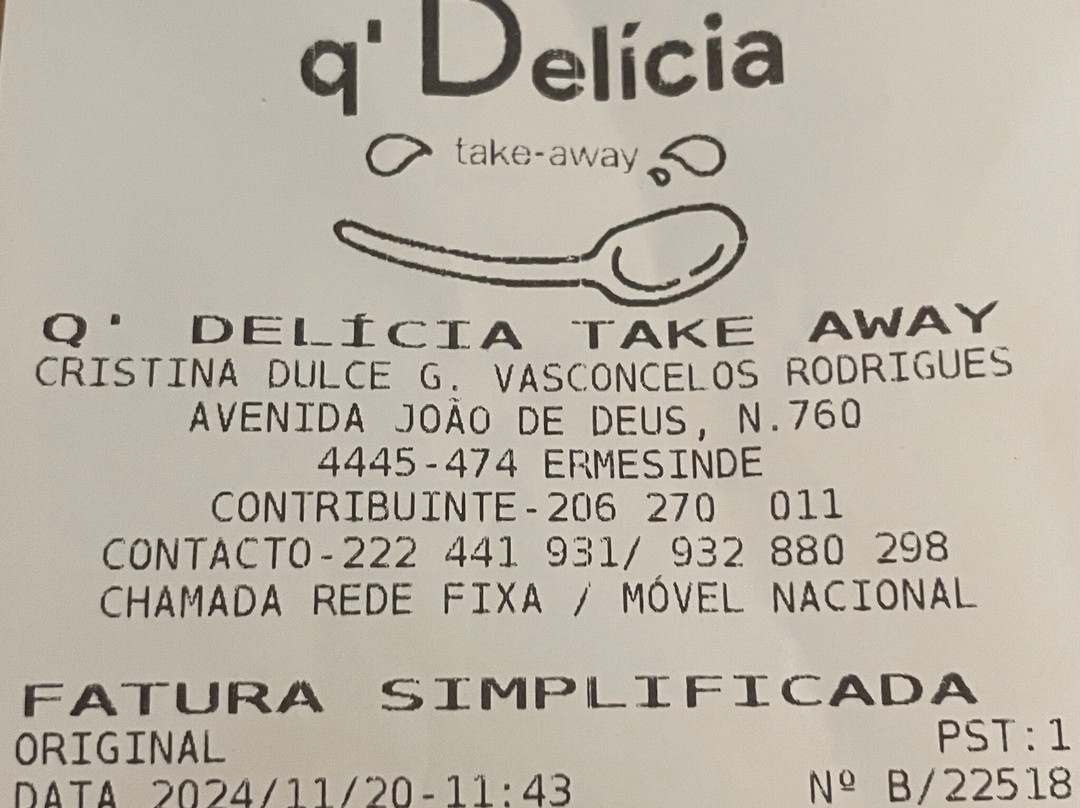 q' Delícia
take-away
Q' DELÍCIA TAKE AWAY
CRISTINA DULCE G. VASCONCELOS RODRIGUES
AVENIDA JOÃO DE DEUS, N.760
4445-474 ERMESINDE
CONTRIBUINTE-206 270 011
CONTACTO-222 441 931/ 932 880 298
CHAMADA REDE FIXA / MÓVEL NACIONAL
FATURA SIMPLIFICADA
ORIGINAL PST:1
DATA 2024/11/20-11:43 Nº B/22518